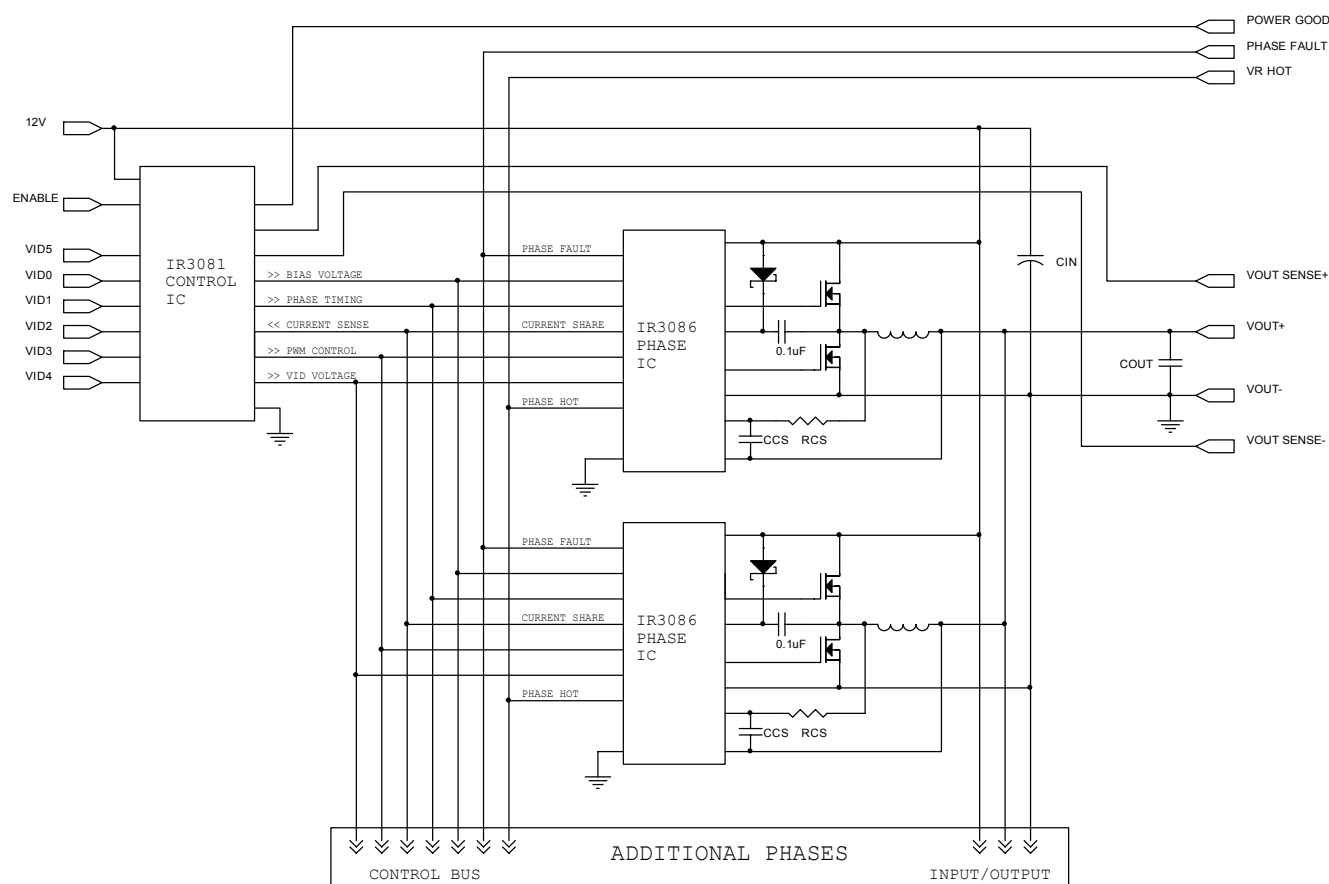 POWER GOOD
PHASE FAULT
VR HOT
12V
ENABLE
VID5
VID0
VID1
VID2
VID3
VID4
IR3081
CONTROL
IC
>> BIAS VOLTAGE
>> PHASE TIMING
<< CURRENT SENSE
>> PWM CONTROL
>> VID VOLTAGE
PHASE FAULT
CURRENT SHARE
PHASE HOT
IR3086
PHASE
IC
0.1uF
CCS RCS
CIN
COUT
VOUT SENSE+
VOUT+
VOUT-
VOUT SENSE-
PHASE FAULT
CURRENT SHARE
PHASE HOT
IR3086
PHASE
IC
0.1uF
CCS RCS
ADDITIONAL PHASES
CONTROL BUS
INPUT/OUTPUT